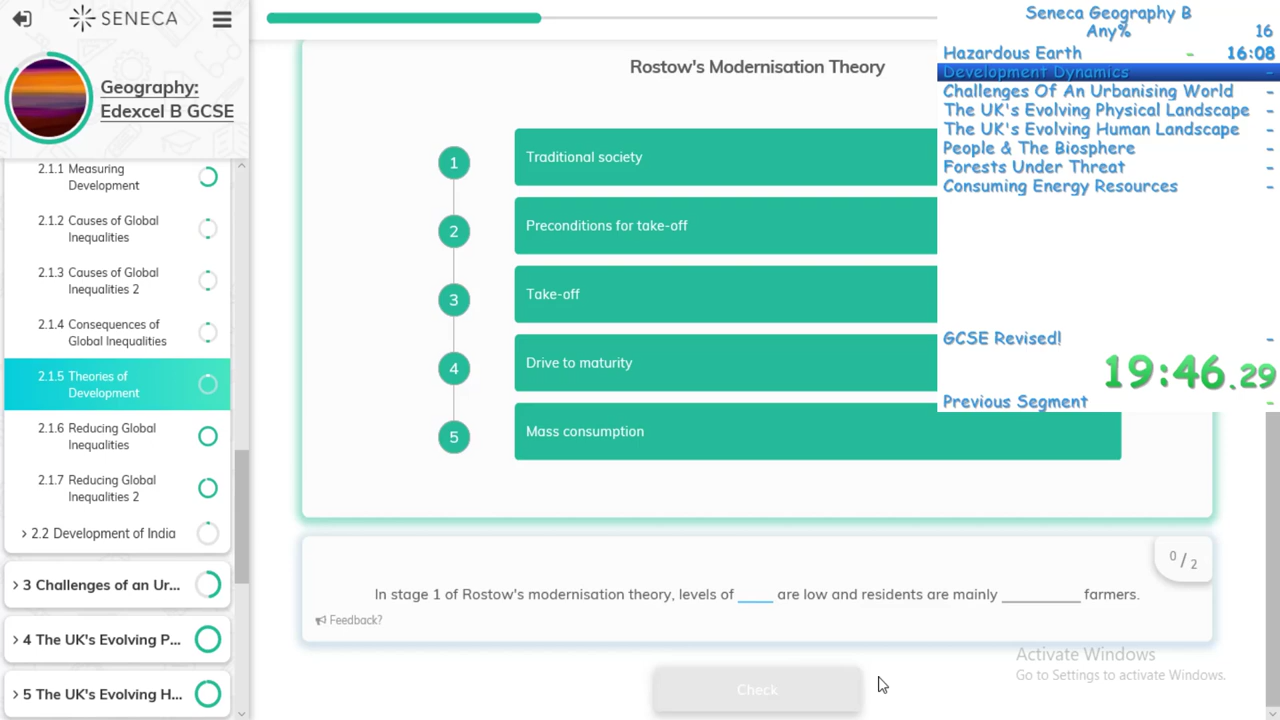 SENECA
Geography:
Edexcel B GCSE
2.1.1 Measuring
Development
2.1.2 Causes of Global
Inequalities
2.1.3 Causes of Global
Inequalities 2
2.1.4 Consequences of
Global Inequalities
2.1.5 Theories of
Development
2.1.6 Reducing Global
Inequalities
2.1.7 Reducing Global
Inequalities 2
2.2 Development of India
3 Challenges of an Ur...
4 The UK's Evolving P...
5 The UK's Evolving H...
Rostow's Modernisation Theory
1 Traditional society
2 Preconditions for take-off
3 Take-off
4 Drive to maturity
5 Mass consumption
0 / 2
In stage 1 of Rostow's modernisation theory, levels of _____ are low and residents are mainly __________ farmers.
Feedback?
Check
Seneca Geography B
Any% 16
Hazardous Earth - 16:08
Development Dynamics -
Challenges Of An Urbanising World -
The UK's Evolving Physical Landscape -
The UK's Evolving Human Landscape -
People & The Biosphere -
Forests Under Threat -
Consuming Energy Resources -
GCSE Revised! -
19:46.29
Previous Segment -
Activate Windows
Go to Settings to activate Windows.